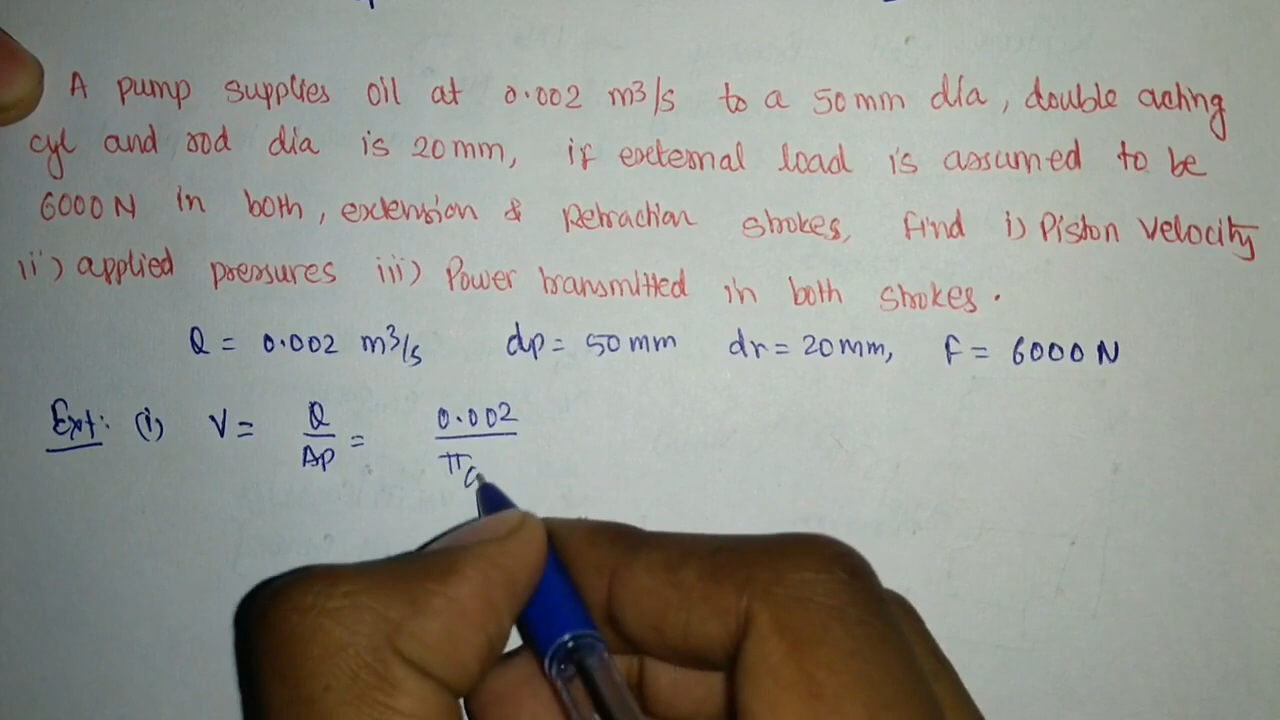 A pump supplies oil at 0.002 m³/s to a 50mm dia, double acting
cyl and rod dia is 20mm, if external load is assumed to be
6000 N in both, extension & Retraction strokes, find i) Piston velocity
ii) applied pressures iii) Power transmitted in both strokes.
Q = 0.002 m³/s dp = 50mm dr = 20mm, F = 6000 N
Ext: (i) V = Q/AP = 0.002/π